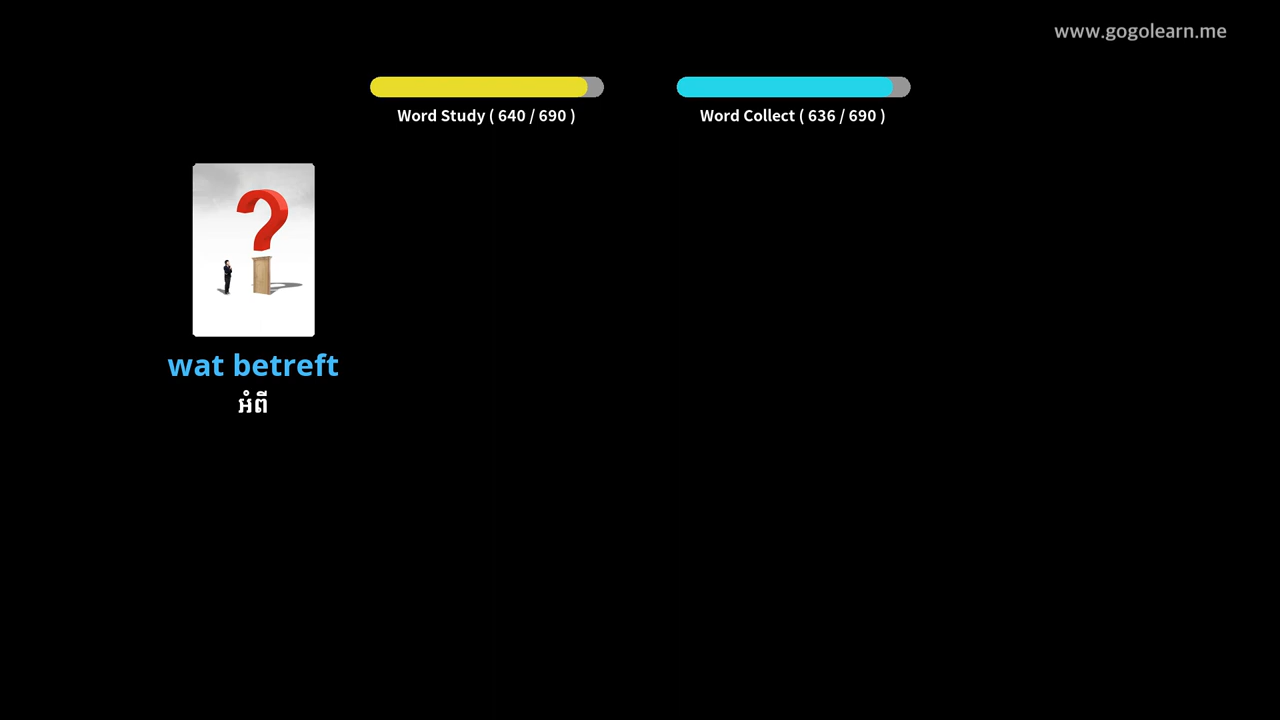 www.gogolearn.me
Word Study ( 640 / 690 )
Word Collect ( 636 / 690 )
?
wat betreft
អំពី